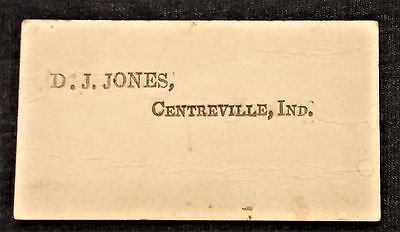 D. J. JONES,
CENTREVILLE, IND.